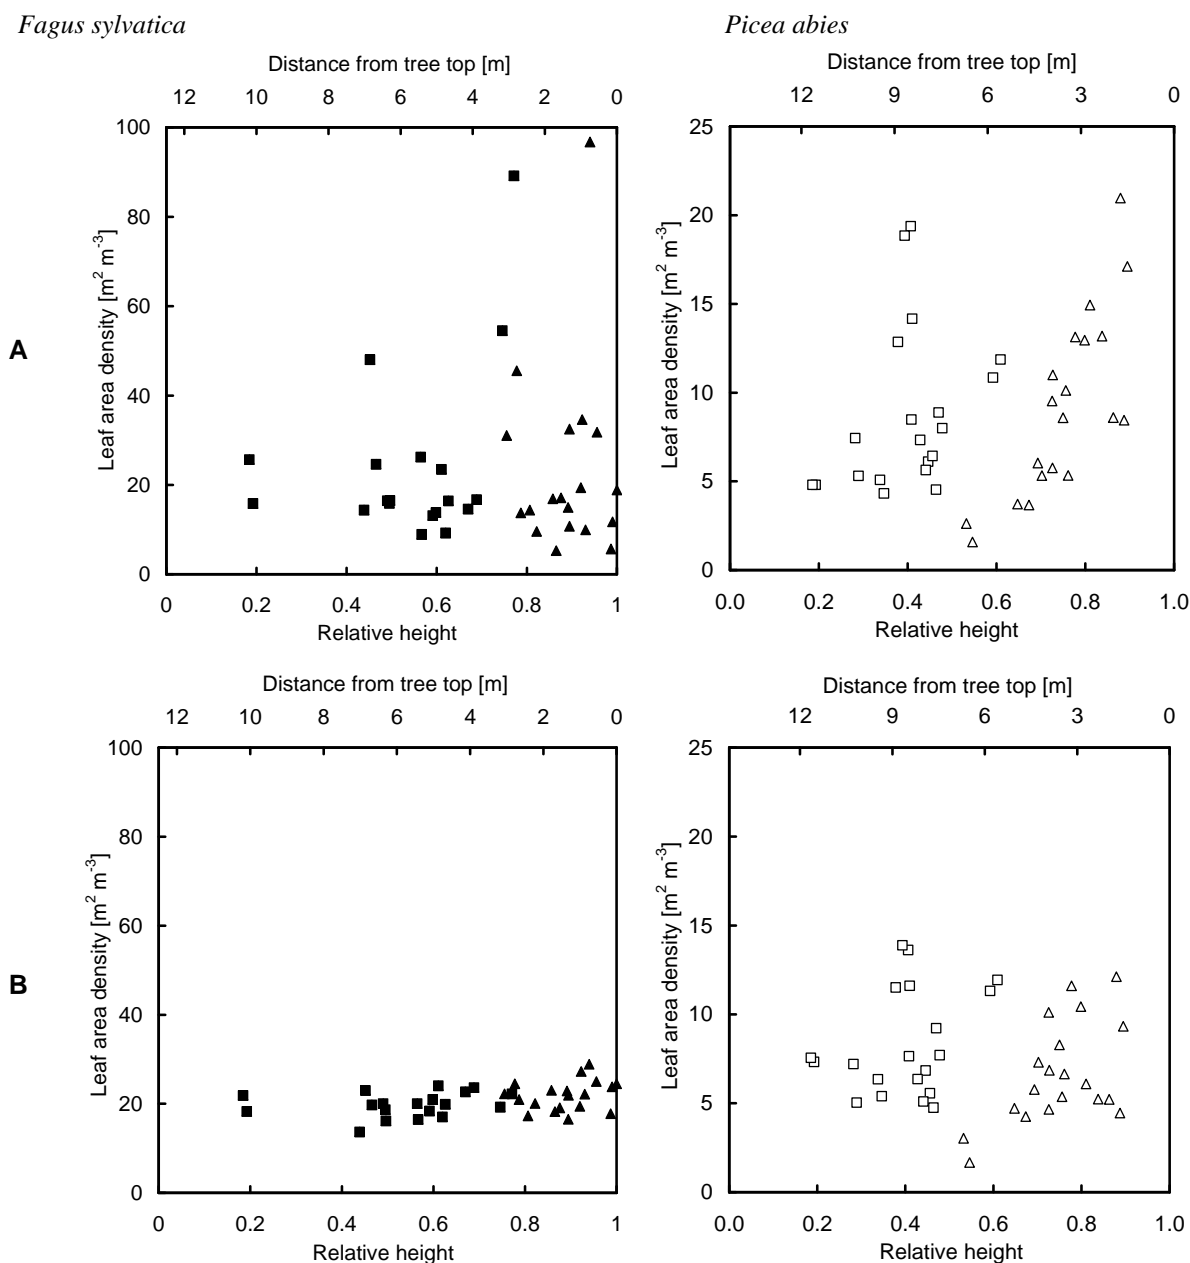 Fagus sylvatica
Picea abies
Distance from tree top [m]
12 10 8 6 4 2 0
100
80
60
40
20
0
Leaf area density [m² m⁻³]
A
0 0.2 0.4 0.6 0.8 1
Relative height
Distance from tree top [m]
12 9 6 3 0
25
20
15
10
5
0
Leaf area density [m² m⁻³]
0.0 0.2 0.4 0.6 0.8 1.0
Relative height
Distance from tree top [m]
12 10 8 6 4 2 0
100
80
60
40
20
0
Leaf area density [m² m⁻³]
B
0 0.2 0.4 0.6 0.8 1
Relative height
Distance from tree top [m]
12 9 6 3 0
25
20
15
10
5
0
Leaf area density [m² m⁻³]
0.0 0.2 0.4 0.6 0.8 1.0
Relative height